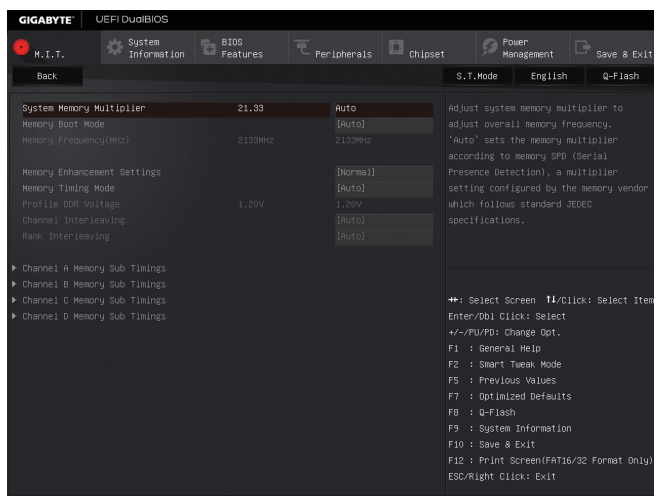 GIGABYTE™ UEFI DualBIOS
M.I.T. System Information BIOS Features Peripherals Chipset Power Management Save & Exit
Back S.T.Mode English Q-Flash
System Memory Multiplier 21.33 Auto
Memory Boot Mode [Auto]
Memory Frequency(MHz) 2133MHz 2133MHz
Memory Enhancement Settings [Normal]
Memory Timing Mode [Auto]
Profile DDR Voltage 1.20V 1.20V
Channel Interleaving [Auto]
Rank Interleaving [Auto]
Channel A Memory Sub Timings
Channel B Memory Sub Timings
Channel C Memory Sub Timings
Channel D Memory Sub Timings
Adjust system memory multiplier to
adjust overall memory frequency.
'Auto' sets the memory multiplier
according to memory SPD (Serial
Presence Detection), a multiplier
setting configured by the memory vendor
which follows standard JEDEC
specifications.
→←: Select Screen ↑↓/Click: Select Item
Enter/Dbl Click: Select
+/-/PU/PD: Change Opt.
F1 : General Help
F2 : Smart Tweak Mode
F5 : Previous Values
F7 : Optimized Defaults
F8 : Q-Flash
F9 : System Information
F10 : Save & Exit
F12 : Print Screen(FAT16/32 Format Only)
ESC/Right Click: Exit